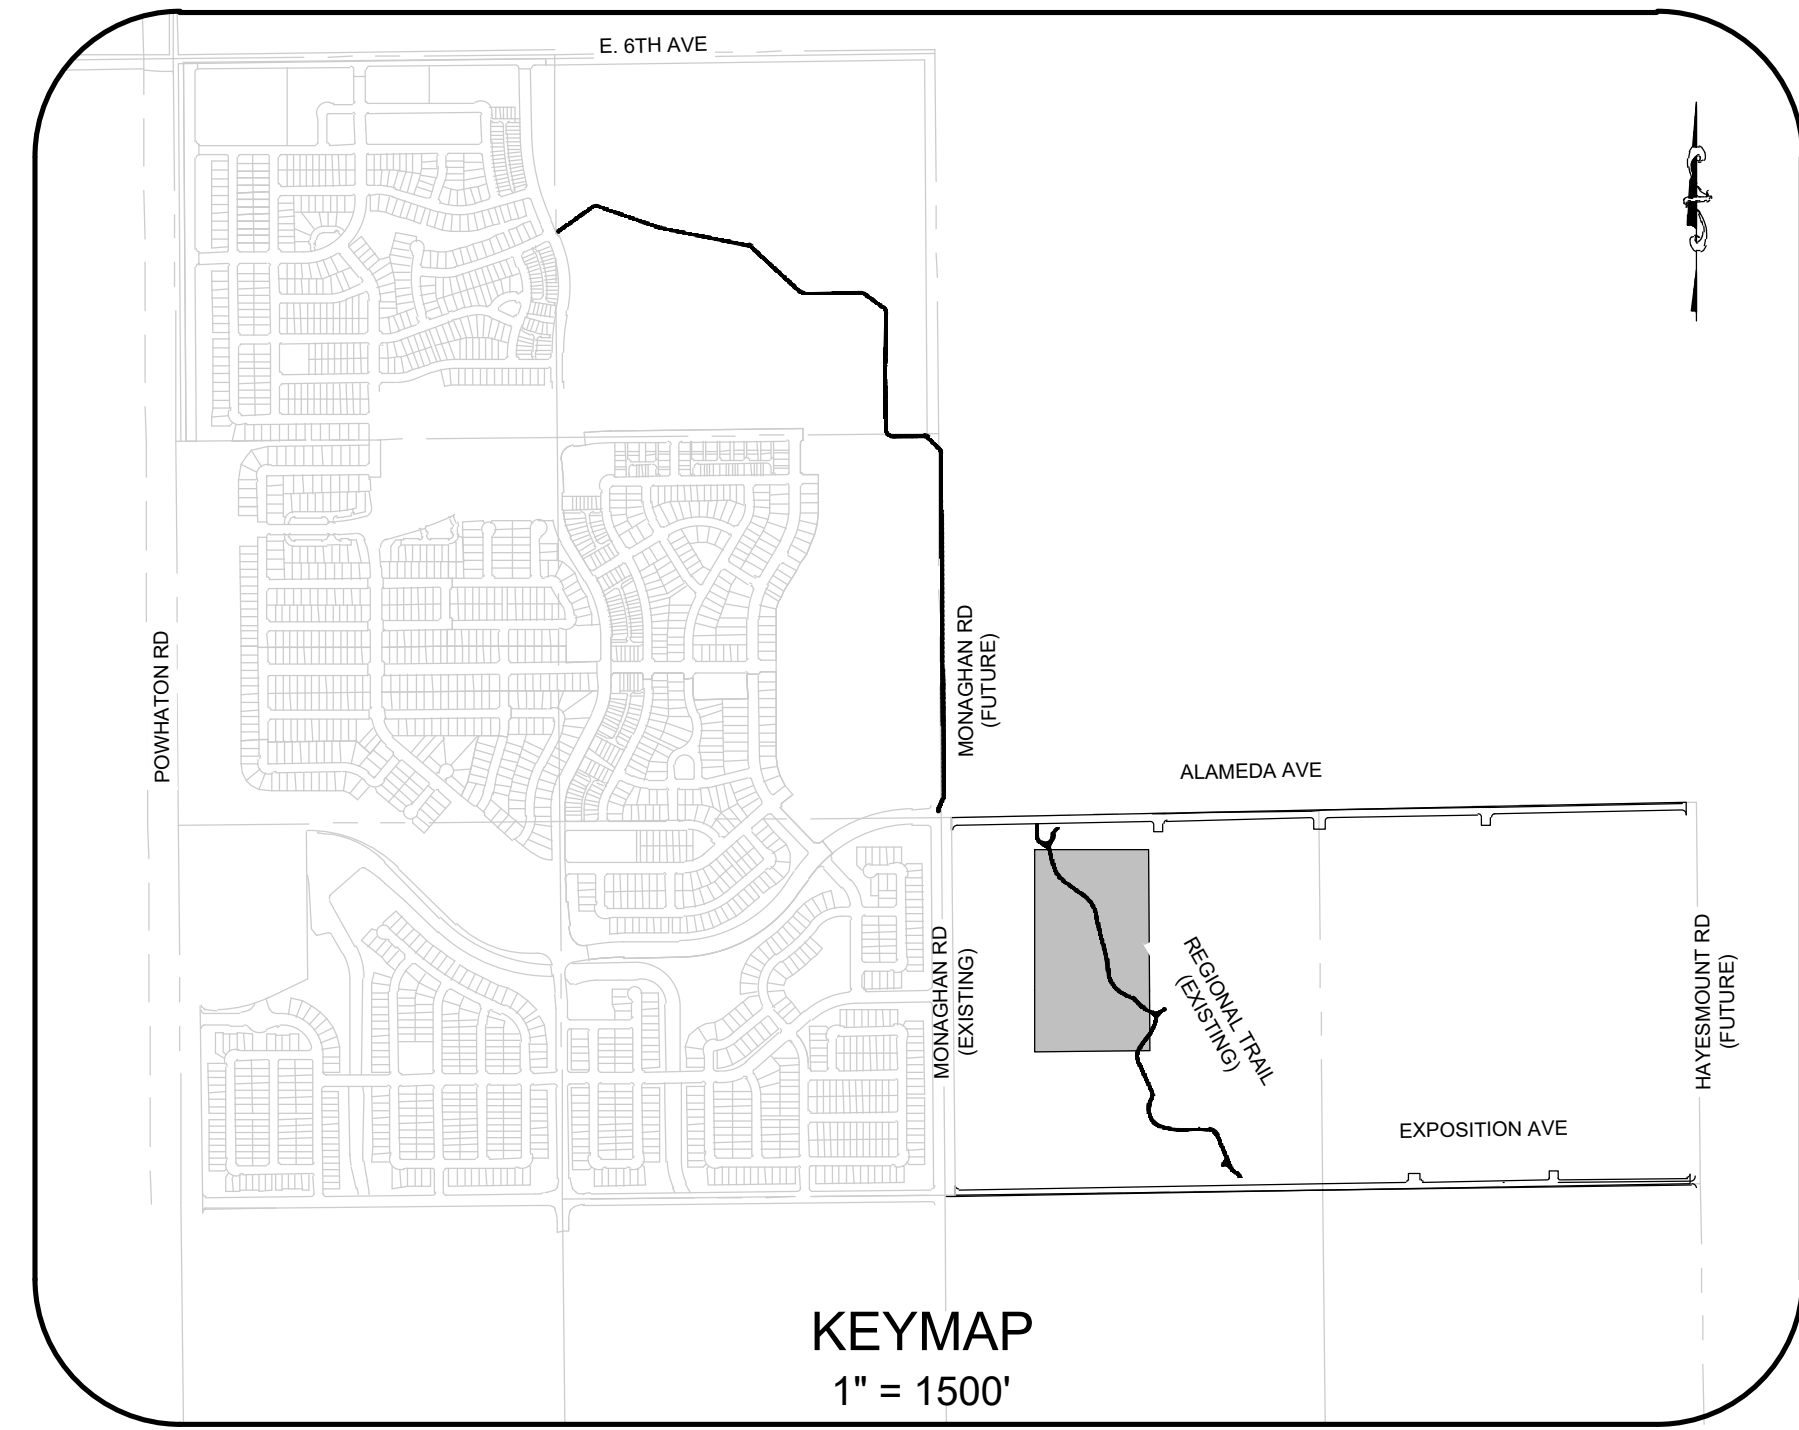 E. 6TH AVE
POWHATON RD
MONAGHAN RD
(FUTURE)
ALAMEDA AVE
MONAGHAN RD
(EXISTING)
REGIONAL TRAIL
(EXISTING)
HAYESMOUNT RD
(FUTURE)
EXPOSITION AVE
KEYMAP
1" = 1500'